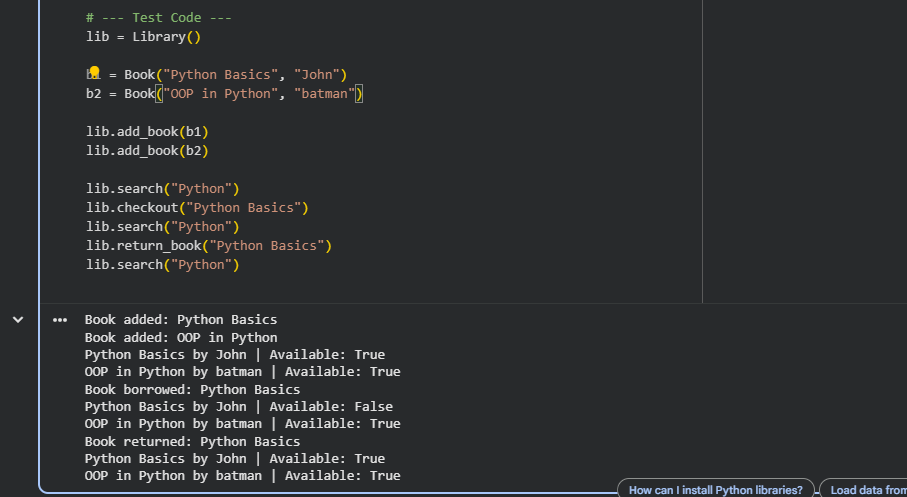 # --- Test Code ---
lib = Library()
b1 = Book("Python Basics", "John")
b2 = Book("OOP in Python", "batman")
lib.add_book(b1)
lib.add_book(b2)
lib.search("Python")
lib.checkout("Python Basics")
lib.search("Python")
lib.return_book("Python Basics")
lib.search("Python")
Book added: Python Basics
Book added: OOP in Python
Python Basics by John | Available: True
OOP in Python by batman | Available: True
Book borrowed: Python Basics
Python Basics by John | Available: False
OOP in Python by batman | Available: True
Book returned: Python Basics
Python Basics by John | Available: True
OOP in Python by batman | Available: True
How can I install Python libraries?
Load data from